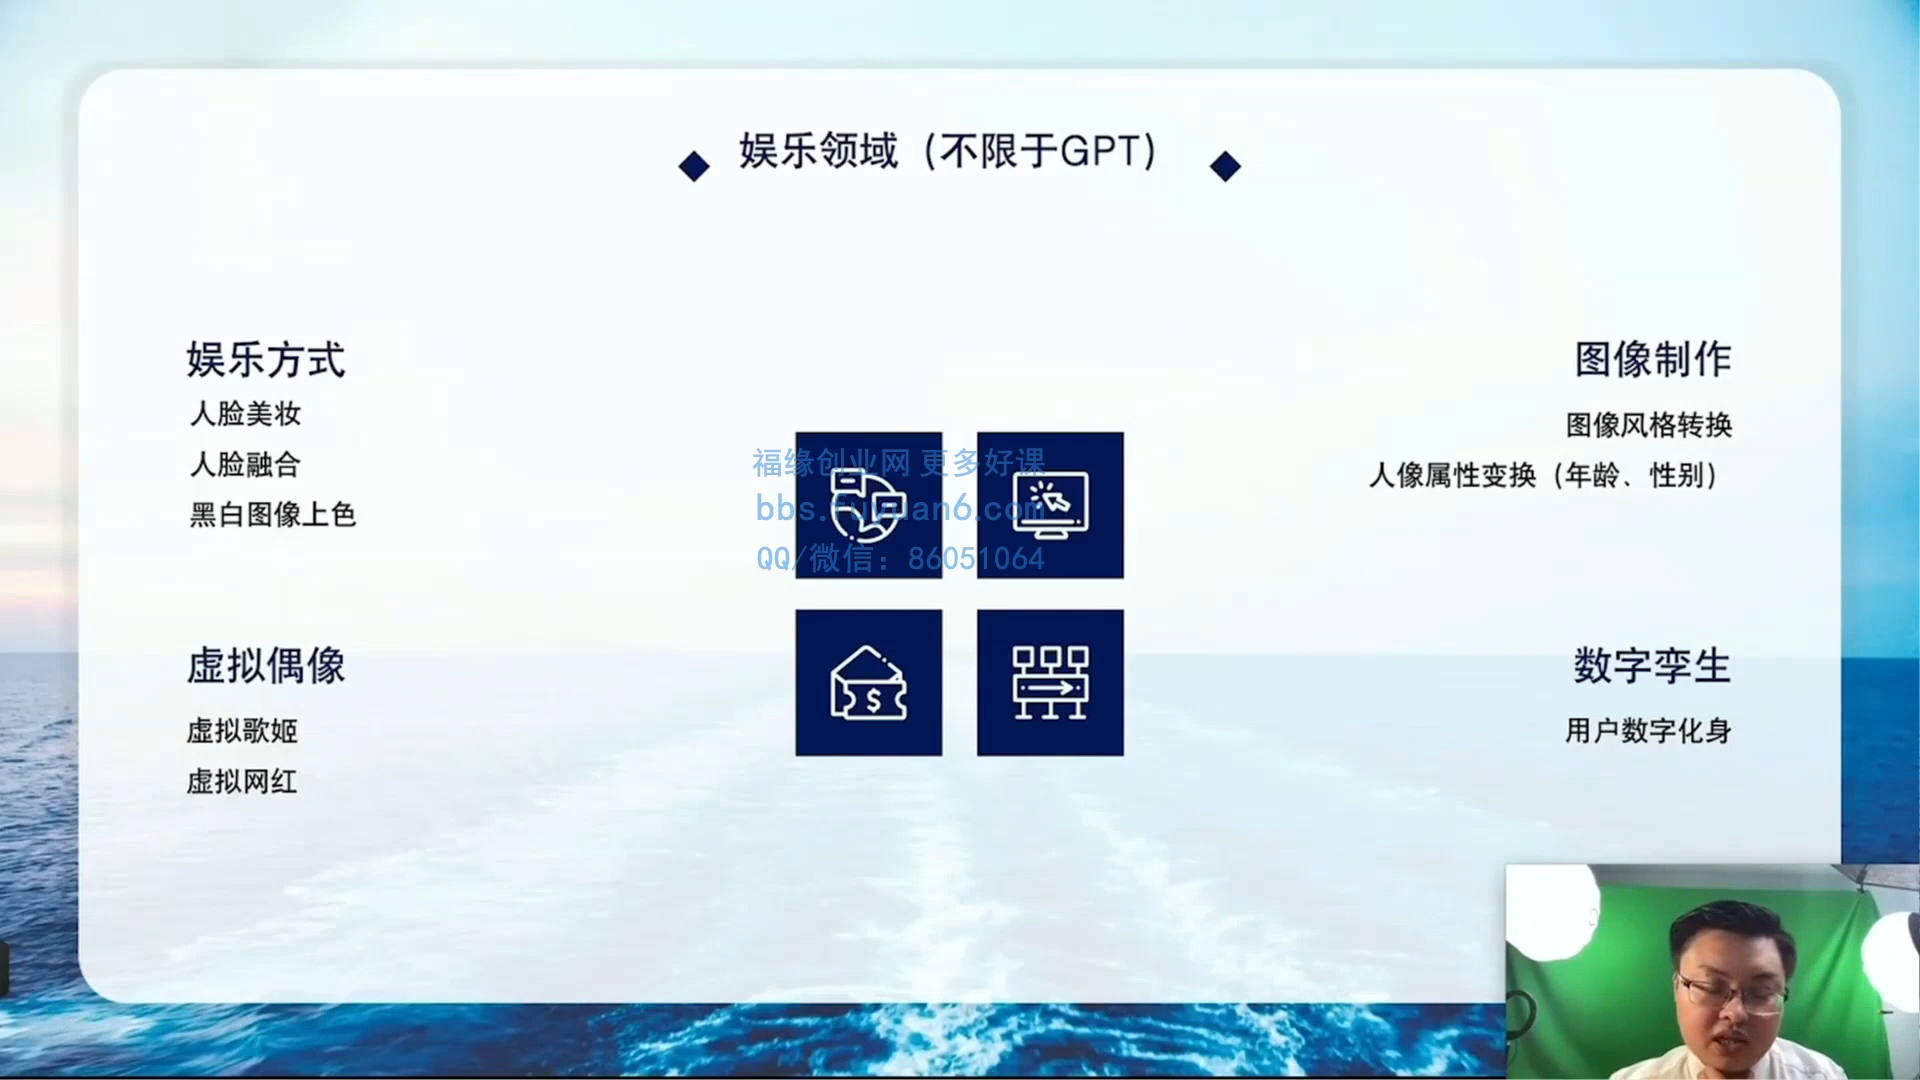 娱乐领域（不限于GPT）
娱乐方式
人脸美妆
人脸融合
黑白图像上色
图像制作
图像风格转换
人像属性变换（年龄、性别）
福缘创业网 更多好课
bbs.fuyuan6.com
QQ/微信：86051064
$
虚拟偶像
虚拟歌姬
虚拟网红
数字孪生
用户数字化身